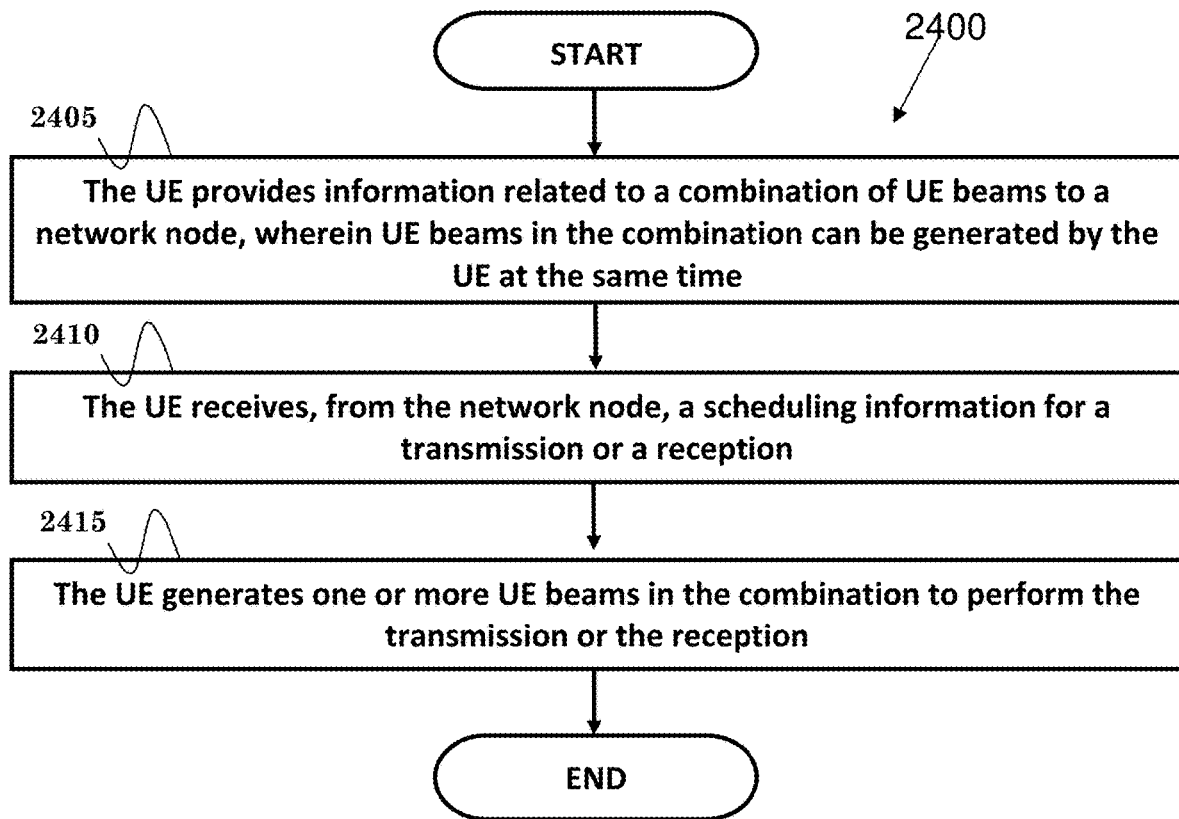 START
2400
2405
The UE provides information related to a combination of UE beams to a
network node, wherein UE beams in the combination can be generated by the
UE at the same time
2410
The UE receives, from the network node, a scheduling information for a
transmission or a reception
2415
The UE generates one or more UE beams in the combination to perform the
transmission or the reception
END